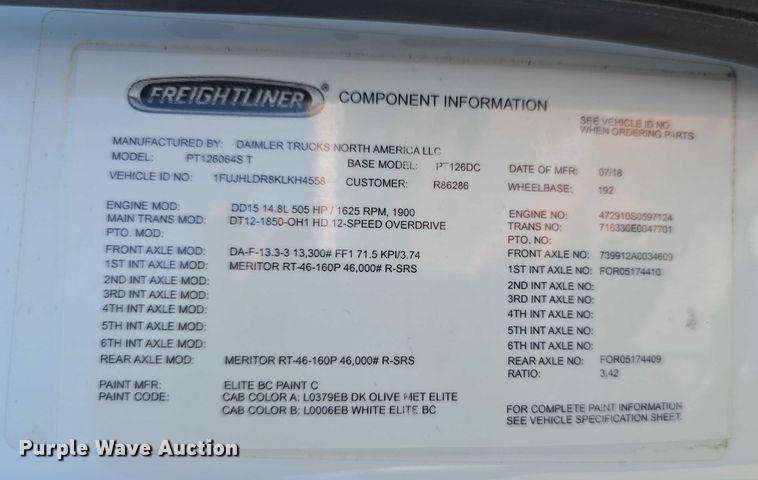 FREIGHTLINER® COMPONENT INFORMATION
SEE VEHICLE ID NO
WHEN ORDERING PARTS
MANUFACTURED BY: DAIMLER TRUCKS NORTH AMERICA LLC
MODEL: PT126064S T BASE MODEL: PT126DC DATE OF MFR: 07/18
VEHICLE ID NO: 1FUJHLDR8KLKH4558 CUSTOMER: R86286 WHEELBASE: 192
ENGINE MOD: DD15 14.8L 505 HP / 1625 RPM, 1900 ENGINE NO: 472910S0597124
MAIN TRANS MOD: DT12-1850-OH1 HD 12-SPEED OVERDRIVE TRANS NO: 716330E0047701
PTO. MOD: PTO. NO:
FRONT AXLE MOD: DA-F-13.3-3 13,300# FF1 71.5 KPI/3.74 FRONT AXLE NO: 739912A0034609
1ST INT AXLE MOD: MERITOR RT-46-160P 46,000# R-SRS 1ST INT AXLE NO: FOR05174410
2ND INT AXLE MOD: 2ND INT AXLE NO:
3RD INT AXLE MOD: 3RD INT AXLE NO:
4TH INT AXLE MOD: 4TH INT AXLE NO:
5TH INT AXLE MOD: 5TH INT AXLE NO:
6TH INT AXLE MOD: 6TH INT AXLE NO:
REAR AXLE MOD: MERITOR RT-46-160P 46,000# R-SRS REAR AXLE NO: FOR05174409
RATIO: 3.42
PAINT MFR: ELITE BC PAINT C
PAINT CODE: CAB COLOR A: L0379EB DK OLIVE MET ELITE
CAB COLOR B: L0006EB WHITE ELITE BC
FOR COMPLETE PAINT INFORMATION
SEE VEHICLE SPECIFICATION SHEET.
Purple Wave Auction